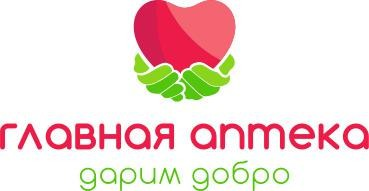 главная аптека
дарим добро